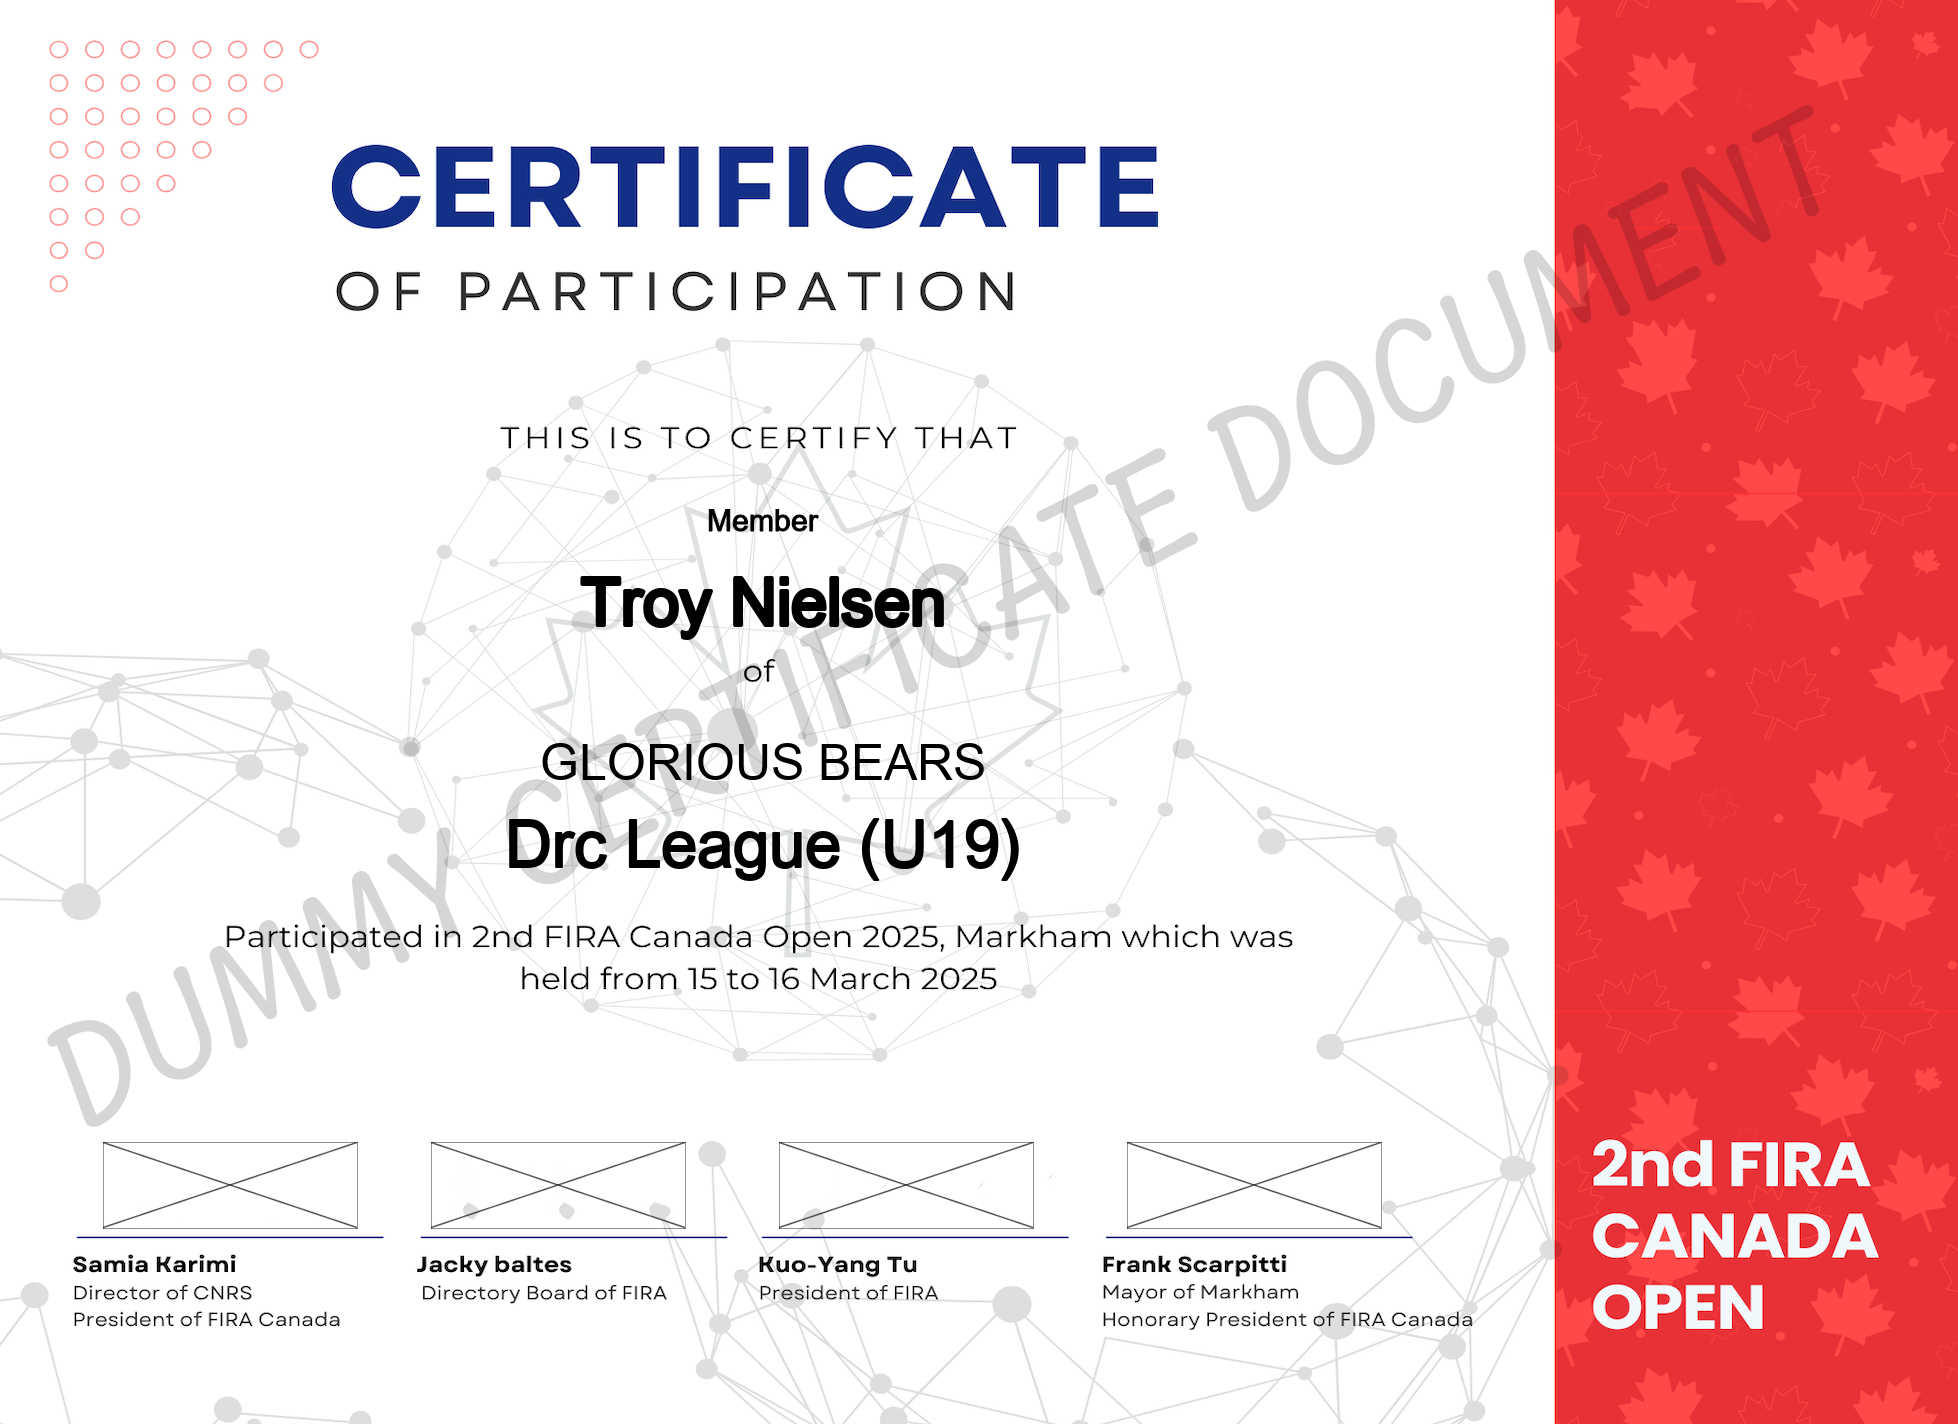 CERTIFICATE
OF PARTICIPATION
THIS IS TO CERTIFY THAT
Member
Troy Nielsen
of
GLORIOUS BEARS
Drc League (U19)
Participated in 2nd FIRA Canada Open 2025, Markham which was
held from 15 to 16 March 2025
DUMMY CERTIFICATE DOCUMENT
Samia Karimi
Director of CNRS
President of FIRA Canada
Jacky baltes
Directory Board of FIRA
Kuo-Yang Tu
President of FIRA
Frank Scarpitti
Mayor of Markham
Honorary President of FIRA Canada
2nd FIRA
CANADA
OPEN